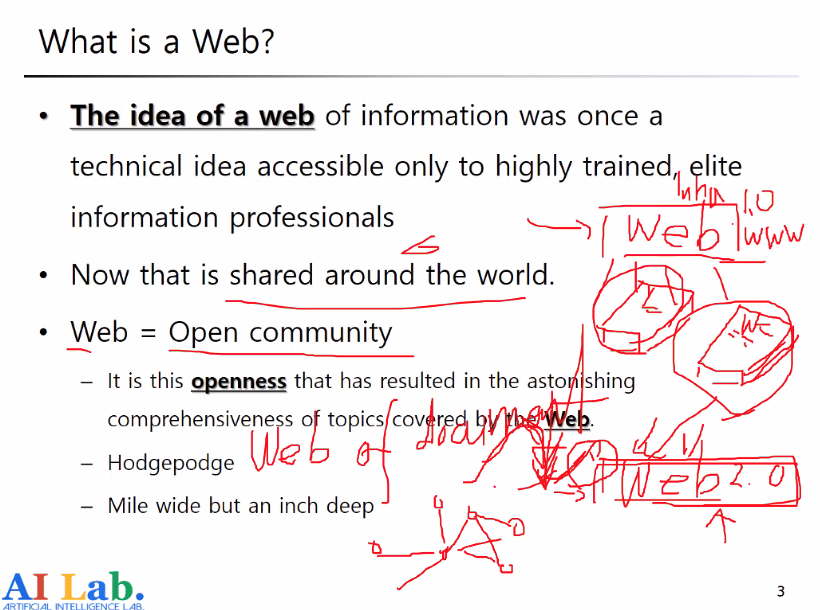 What is a Web?
• The idea of a web of information was once a
technical idea accessible only to highly trained, elite
information professionals
• Now that is shared around the world.
• Web = Open community
– It is this openness that has resulted in the astonishing
comprehensiveness of topics covered by the Web.
– Hodgepodge
– Mile wide but an inch deep
1.0
Web
www
Web of document
Web 2.0
AI Lab.
ARTIFICIAL INTELLIGENCE LAB.
3